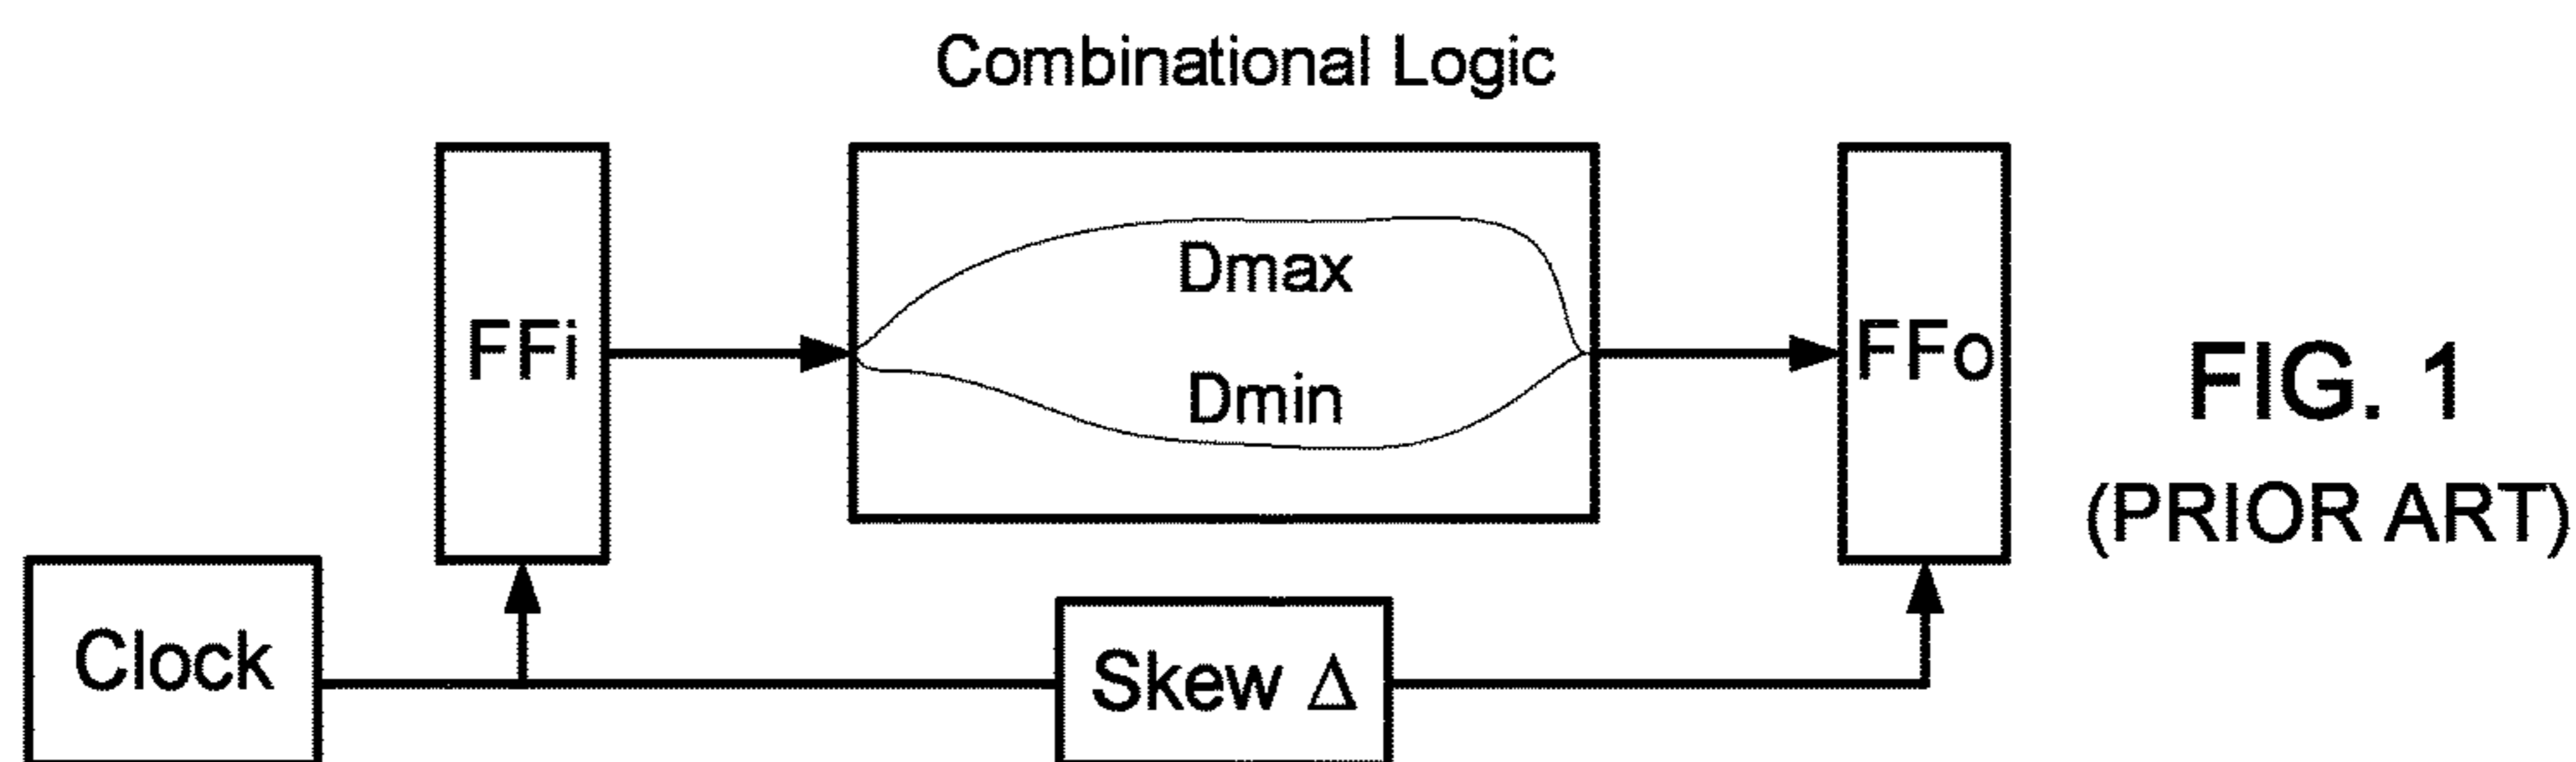 Combinational Logic
FFi
Dmax
Dmin
FFo
FIG. 1
(PRIOR ART)
Clock
Skew Δ